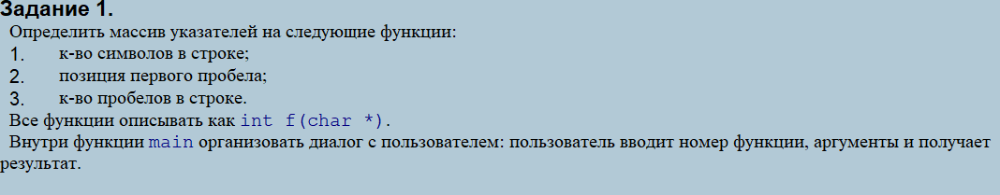 Задание 1.
Определить массив указателей на следующие функции:
1. к-во символов в строке;
2. позиция первого пробела;
3. к-во пробелов в строке.
Все функции описывать как int f(char *).
Внутри функции main организовать диалог с пользователем: пользователь вводит номер функции, аргументы и получает
результат.